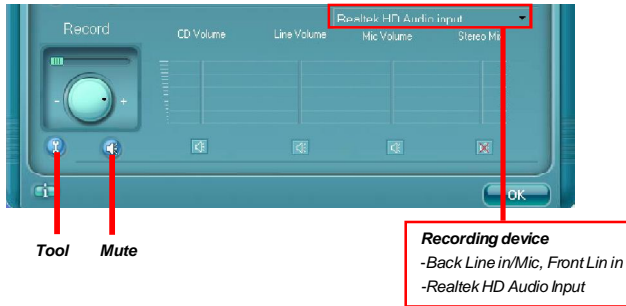 Realtek HD Audio input
Record
CD Volume
Line Volume
Mic Volume
Stereo Mix
- +
OK
Tool
Mute
Recording device
-Back Line in/Mic, Front Lin in
-Realtek HD Audio Input